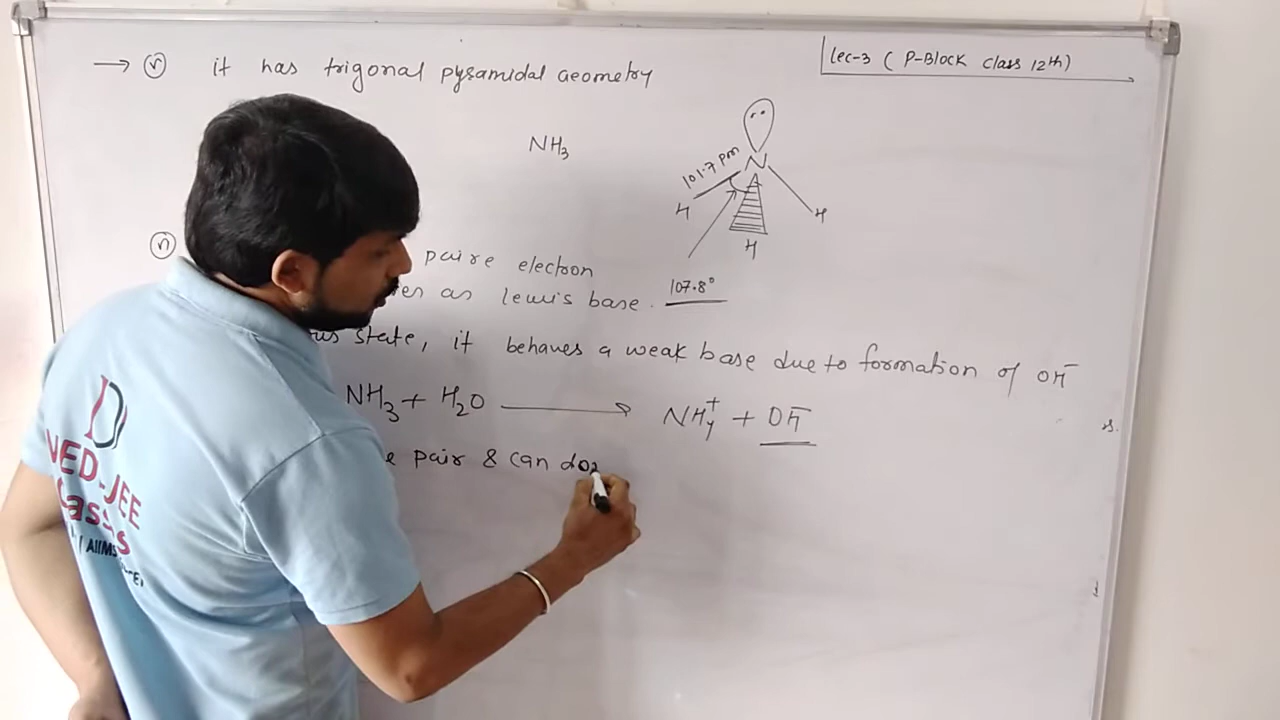 → (v) it has trigonal pyramidal geometry
Lec-3 ( P-Block class 12th)
NH₃
101.7 pm
N
H
H
H
107.8°
paire electron
as lewis base.
state, it behaves a weak base due to formation of OH⁻
NH₃ + H₂O ⟶ NH₄⁺ + OH⁻
pair & can do
VED-JEE